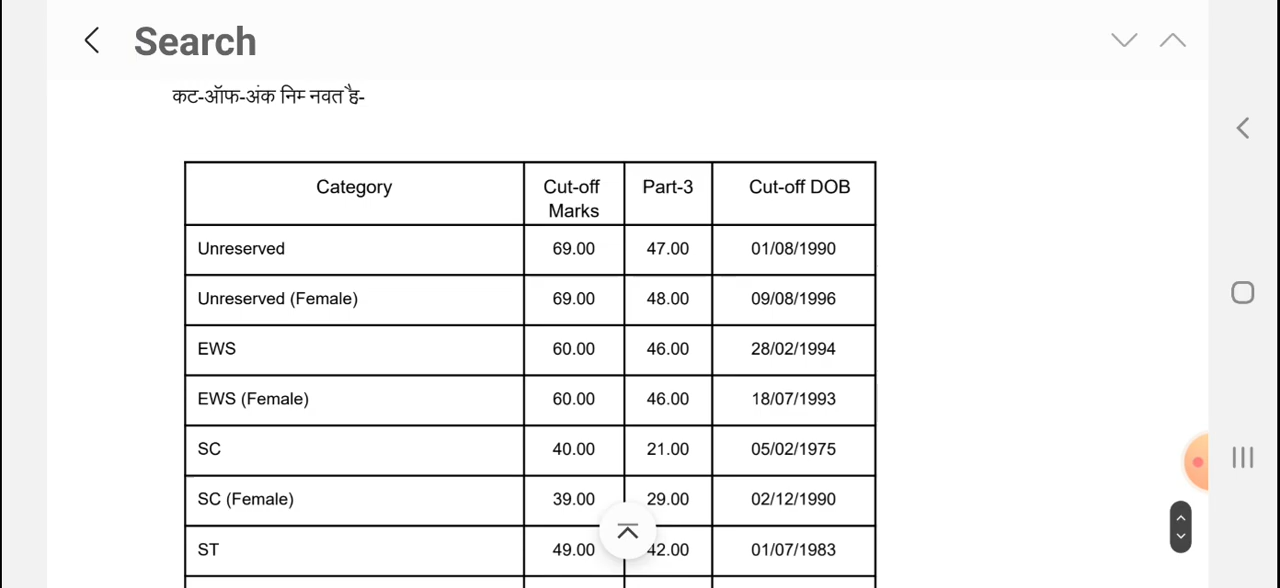 Search
कट-ऑफ-अंक निम्नवत है-
Category Cut-off Marks Part-3 Cut-off DOB
Unreserved 69.00 47.00 01/08/1990
Unreserved (Female) 69.00 48.00 09/08/1996
EWS 60.00 46.00 28/02/1994
EWS (Female) 60.00 46.00 18/07/1993
SC 40.00 21.00 05/02/1975
SC (Female) 39.00 29.00 02/12/1990
ST 49.00 42.00 01/07/1983